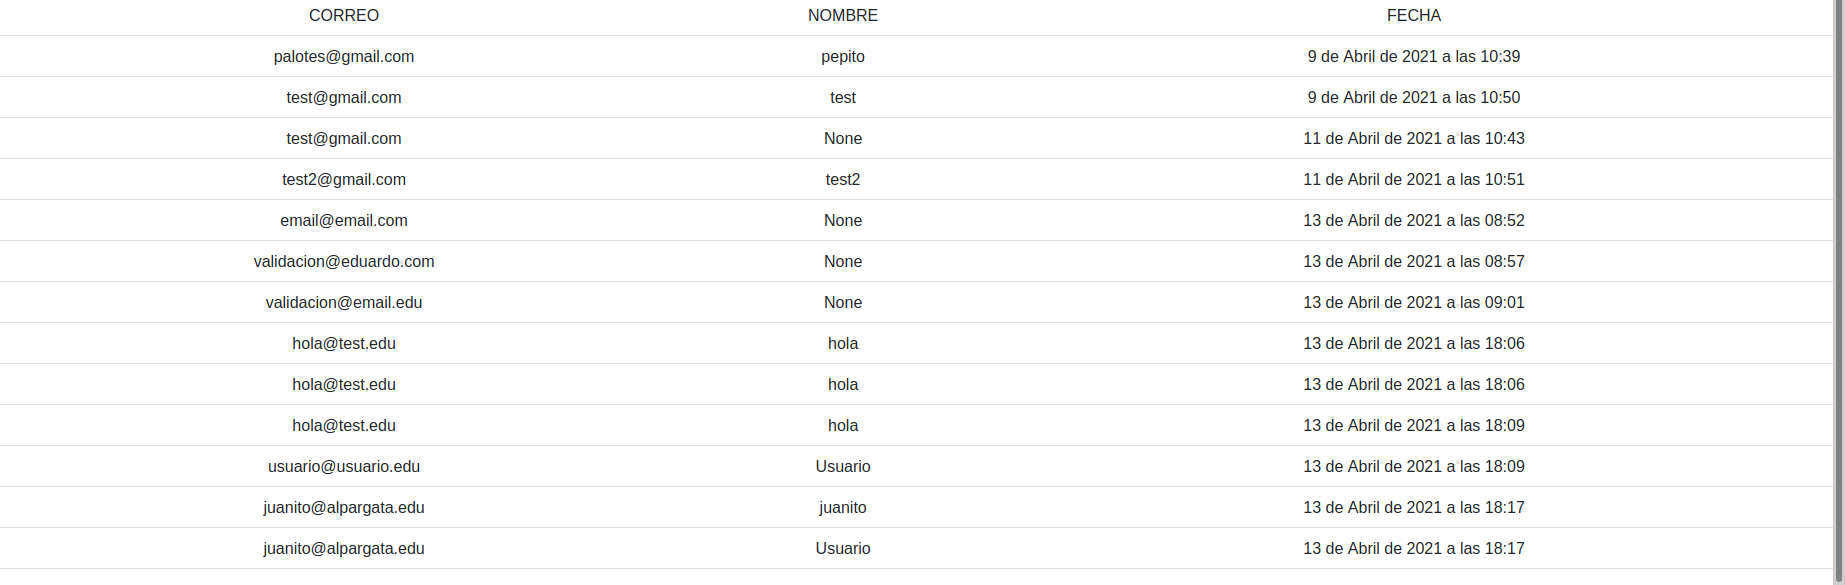 CORREO NOMBRE FECHA
palotes@gmail.com pepito 9 de Abril de 2021 a las 10:39
test@gmail.com test 9 de Abril de 2021 a las 10:50
test@gmail.com None 11 de Abril de 2021 a las 10:43
test2@gmail.com test2 11 de Abril de 2021 a las 10:51
email@email.com None 13 de Abril de 2021 a las 08:52
validacion@eduardo.com None 13 de Abril de 2021 a las 08:57
validacion@email.edu None 13 de Abril de 2021 a las 09:01
hola@test.edu hola 13 de Abril de 2021 a las 18:06
hola@test.edu hola 13 de Abril de 2021 a las 18:06
hola@test.edu hola 13 de Abril de 2021 a las 18:09
usuario@usuario.edu Usuario 13 de Abril de 2021 a las 18:09
juanito@alpargata.edu juanito 13 de Abril de 2021 a las 18:17
juanito@alpargata.edu Usuario 13 de Abril de 2021 a las 18:17